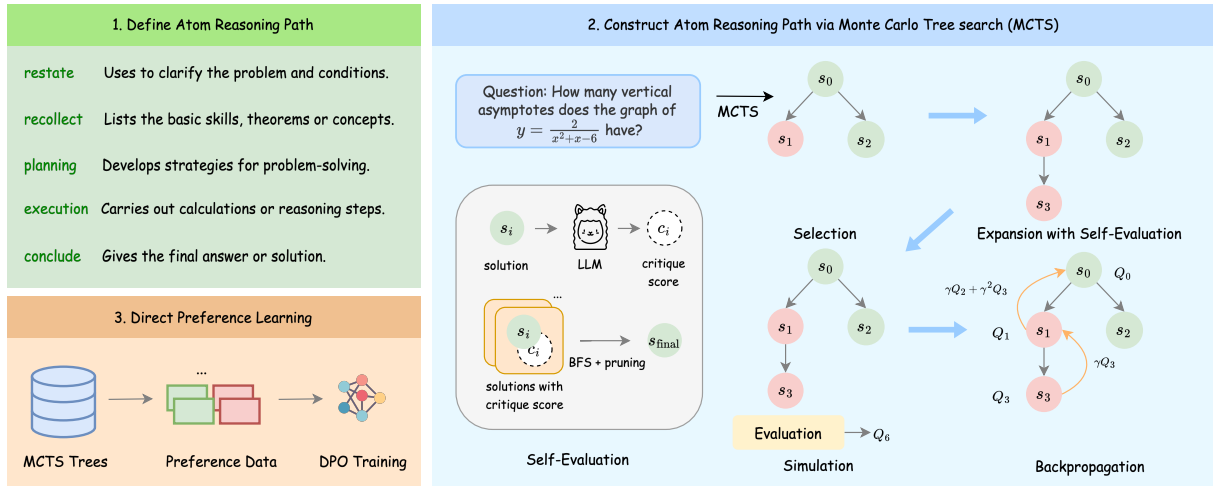 1. Define Atom Reasoning Path
restate Uses to clarify the problem and conditions.
recollect Lists the basic skills, theorems or concepts.
planning Develops strategies for problem-solving.
execution Carries out calculations or reasoning steps.
conclude Gives the final answer or solution.
3. Direct Preference Learning
...
MCTS Trees
Preference Data
DPO Training
2. Construct Atom Reasoning Path via Monte Carlo Tree search (MCTS)
Question: How many vertical
asymptotes does the graph of
y = 2/(x² + x − 6) have?
MCTS
s₀
s₁
s₂
Selection
s₀
s₁
s₂
s₃
Expansion with Self-Evaluation
sᵢ
cᵢ
solution
LLM
critique
score
...
sᵢ
cᵢ
BFS + pruning
s_final
solutions with
critique score
Self-Evaluation
s₀
s₁
s₂
s₃
Evaluation
Q₆
Simulation
s₀
Q₀
γQ₂ + γ²Q₃
Q₁
s₁
s₂
γQ₃
Q₃
s₃
Backpropagation